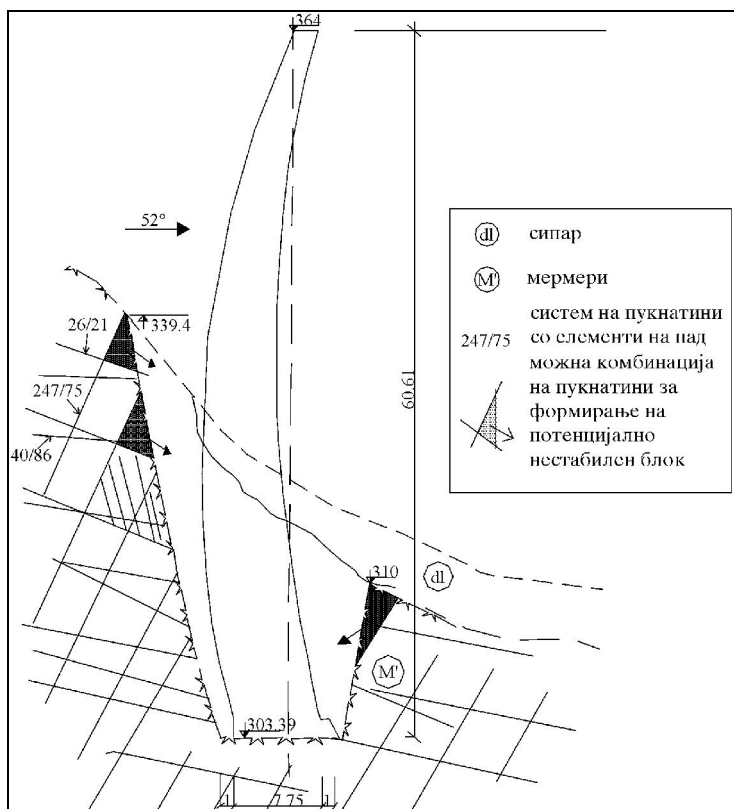 364
52°
339.4
26/21
247/75
40/86
60.61
310
dl
M'
303.39
1
7.75
1
dl сипар
M' мермери
систем на пукнатини
247/75 со елементи на пад
можна комбинација
на пукнатини за
формирање на
потенцијално
нестабилен блок